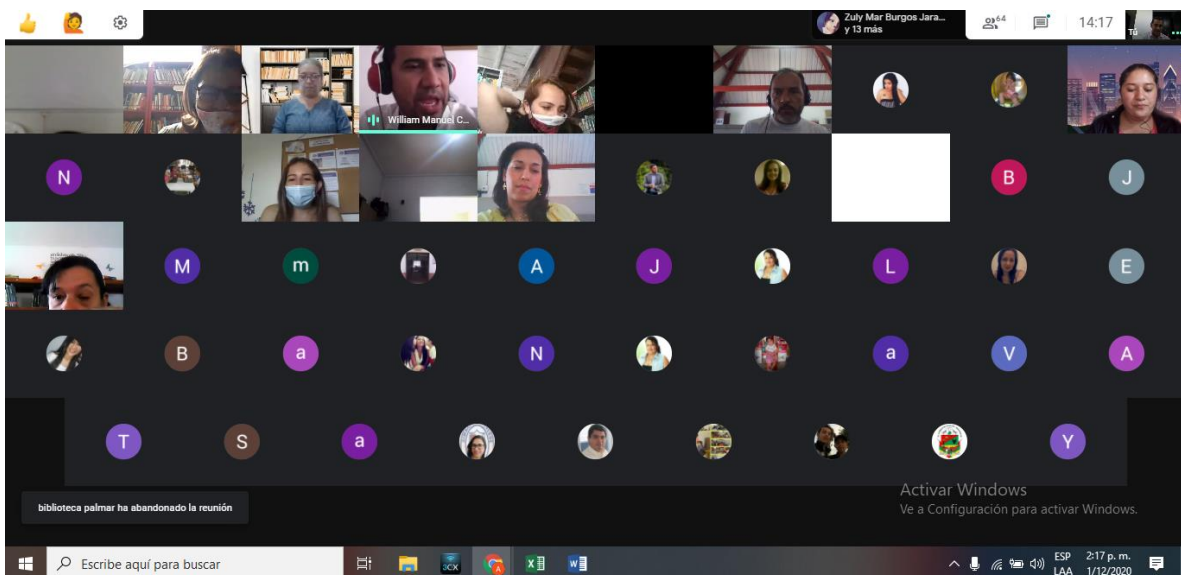 Zuly Mar Burgos Jara...
y 13 más
64
14:17
Tú
William Manuel C...
N
B
J
M
m
A
J
L
E
B
a
N
a
V
A
T
S
a
Y
biblioteca palmar ha abandonado la reunión
Activar Windows
Ve a Configuración para activar Windows.
Escribe aquí para buscar
JCX
ESP
LAA
2:17 p. m.
1/12/2020